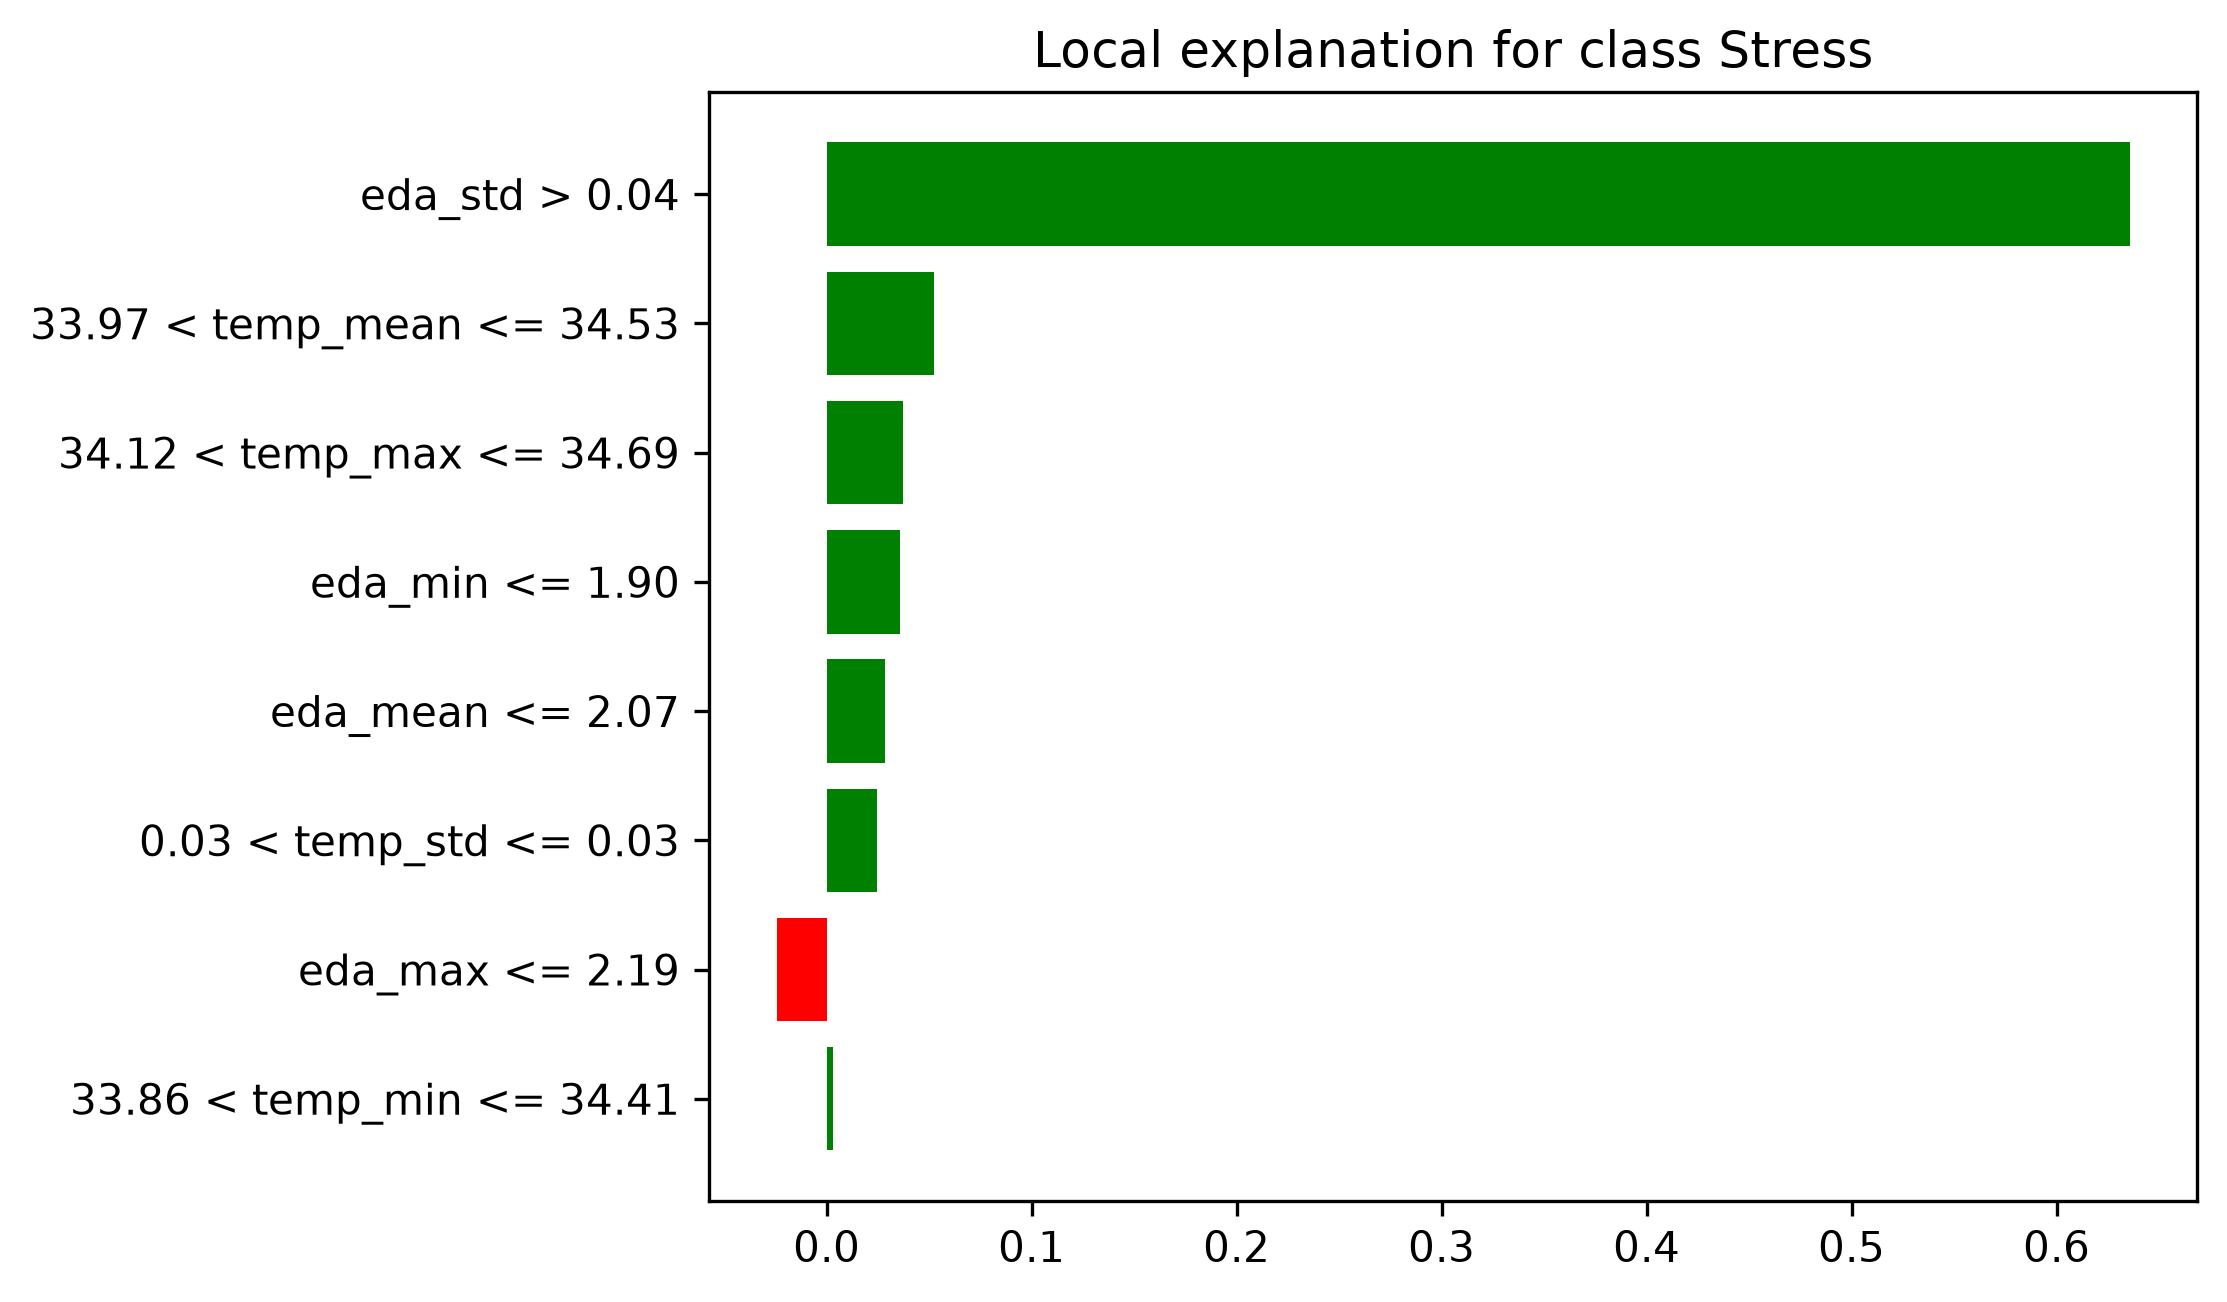 Local explanation for class Stress
eda_std > 0.04
33.97 < temp_mean <= 34.53
34.12 < temp_max <= 34.69
eda_min <= 1.90
eda_mean <= 2.07
0.03 < temp_std <= 0.03
eda_max <= 2.19
33.86 < temp_min <= 34.41
0.0 0.1 0.2 0.3 0.4 0.5 0.6